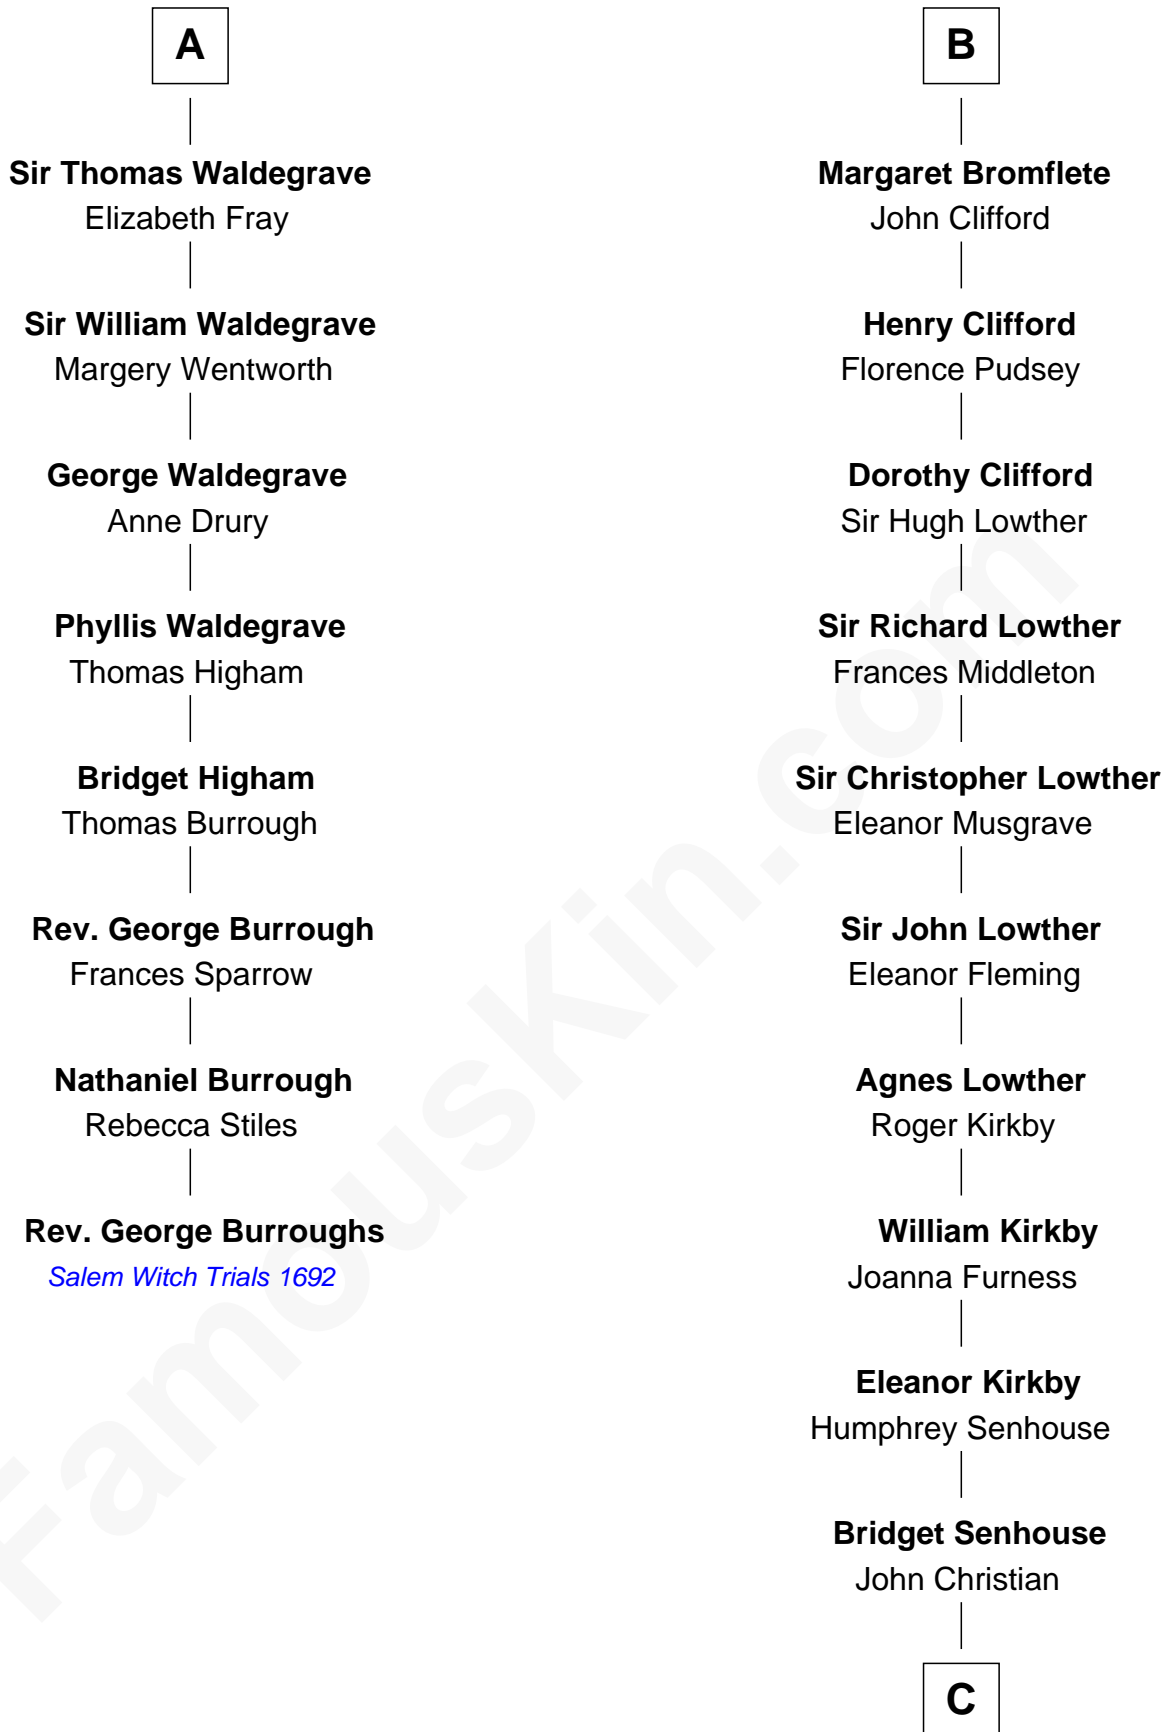 A
Sir Thomas Waldegrave
Elizabeth Fray
Sir William Waldegrave
Margery Wentworth
George Waldegrave
Anne Drury
Phyllis Waldegrave
Thomas Higham
Bridget Higham
Thomas Burrough
Rev. George Burrough
Frances Sparrow
Nathaniel Burrough
Rebecca Stiles
Rev. George Burroughs
Salem Witch Trials 1692
B
Margaret Bromflete
John Clifford
Henry Clifford
Florence Pudsey
Dorothy Clifford
Sir Hugh Lowther
Sir Richard Lowther
Frances Middleton
Sir Christopher Lowther
Eleanor Musgrave
Sir John Lowther
Eleanor Fleming
Agnes Lowther
Roger Kirkby
William Kirkby
Joanna Furness
Eleanor Kirkby
Humphrey Senhouse
Bridget Senhouse
John Christian
C
FamousKin.com